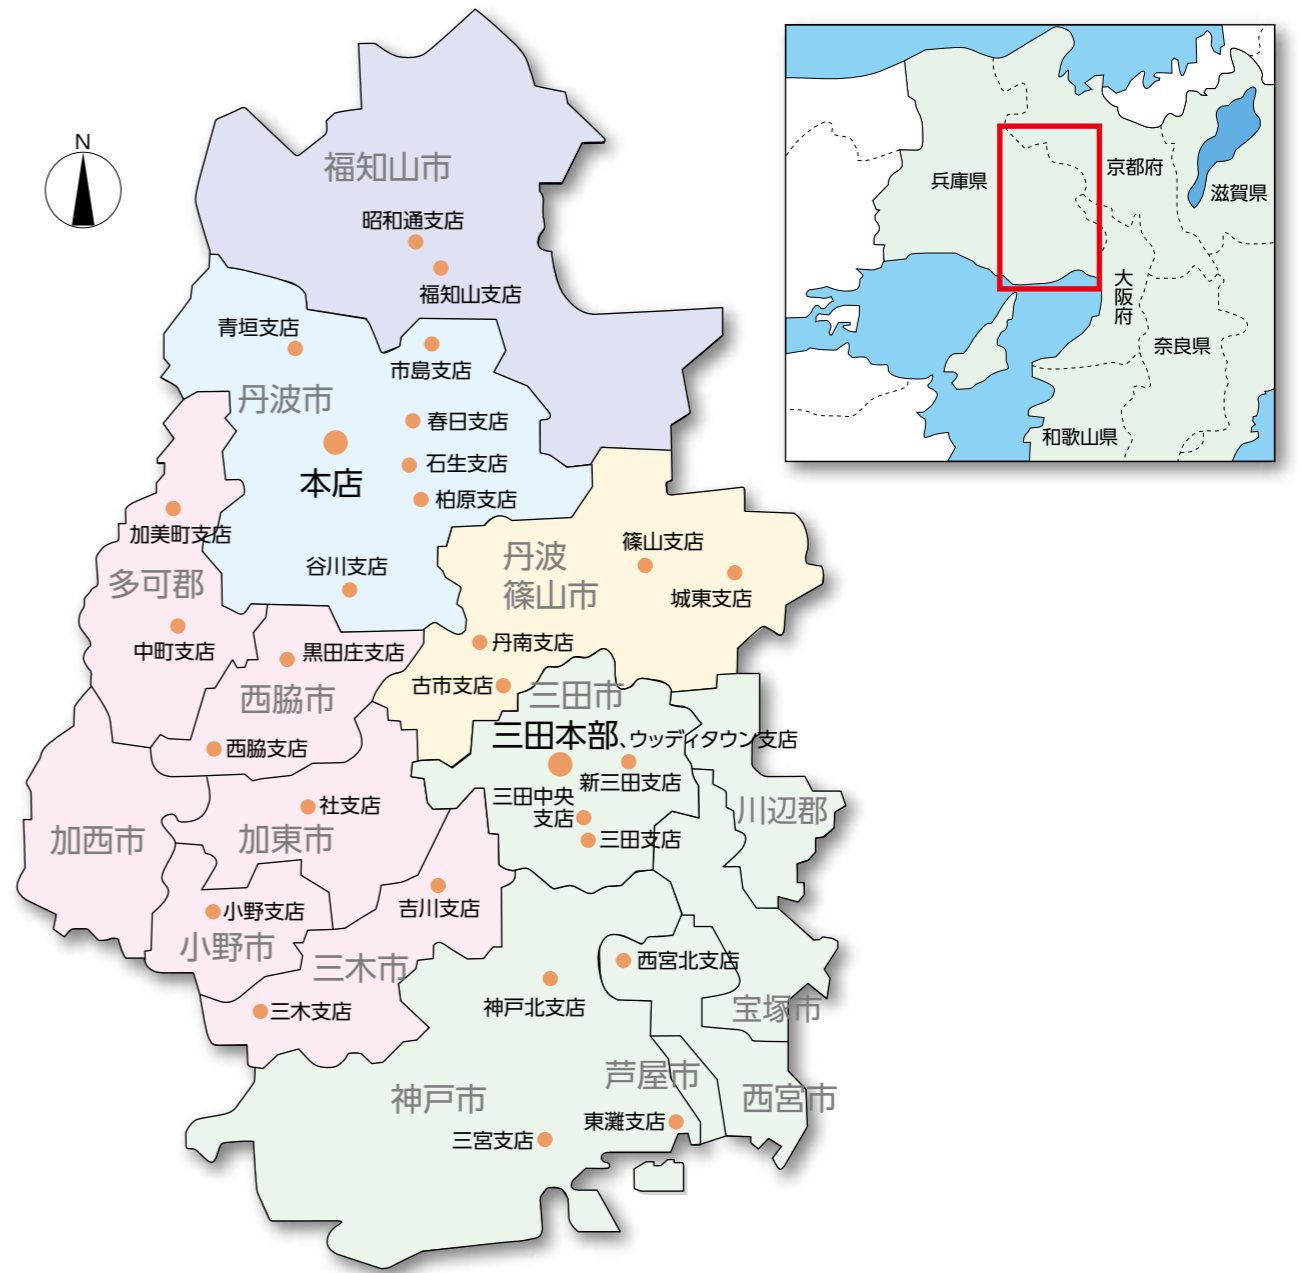 N
福知山市
昭和通支店
福知山支店
青垣支店
市島支店
丹波市
春日支店
本店
石生支店
柏原支店
加美町支店
谷川支店
多可郡
中町支店
丹波
篠山市
篠山支店
城東支店
丹南支店
古市支店
黒田庄支店
西脇市
西脇支店
三田市
三田本部、ウッディタウン支店
新三田支店
三田中央
支店
三田支店
川辺郡
加西市
社支店
加東市
吉川支店
小野支店
小野市
三木市
三木支店
西宮北支店
神戸北支店
宝塚市
芦屋市
西宮市
神戸市
東灘支店
三宮支店
兵庫県
京都府
滋賀県
大阪府
奈良県
和歌山県